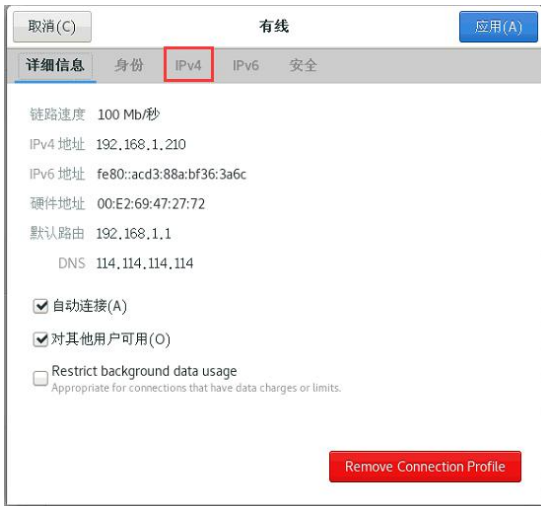 取消(C) 有线 应用(A)
详细信息 身份 IPv4 IPv6 安全
链路速度 100 Mb/秒
IPv4 地址 192.168.1.210
IPv6 地址 fe80::acd3:88a:bf36:3a6c
硬件地址 00:E2:69:47:27:72
默认路由 192.168.1.1
DNS 114.114.114.114
自动连接(A)
对其他用户可用(O)
Restrict background data usage
Appropriate for connections that have data charges or limits.
Remove Connection Profile